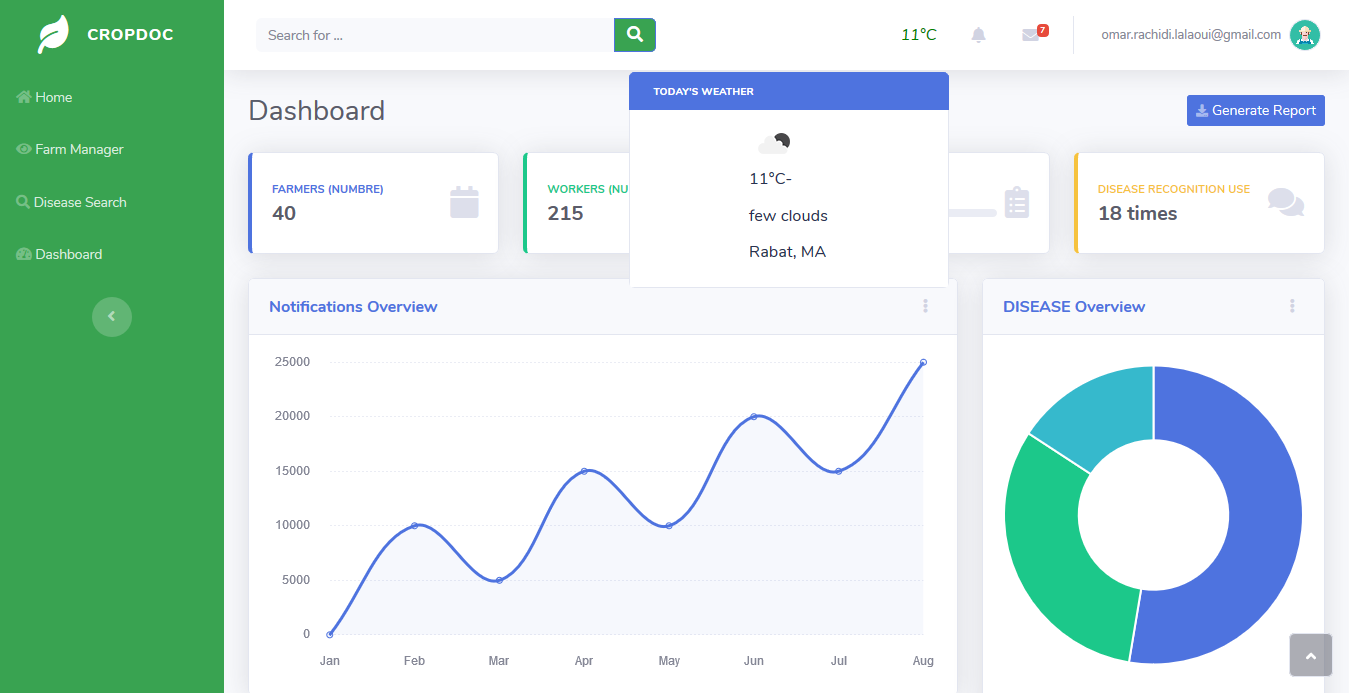 CROPDOC
Search for ...
11°C
7
omar.rachidi.lalaoui@gmail.com
Home
Farm Manager
Disease Search
Dashboard
Dashboard
Generate Report
TODAY'S WEATHER
11°C-
few clouds
Rabat, MA
FARMERS (NUMBRE)
40
WORKERS (NU
215
DISEASE RECOGNITION USE
18 times
Notifications Overview
25000
20000
15000
10000
5000
0
Jan Feb Mar Apr May Jun Jul Aug
DISEASE Overview